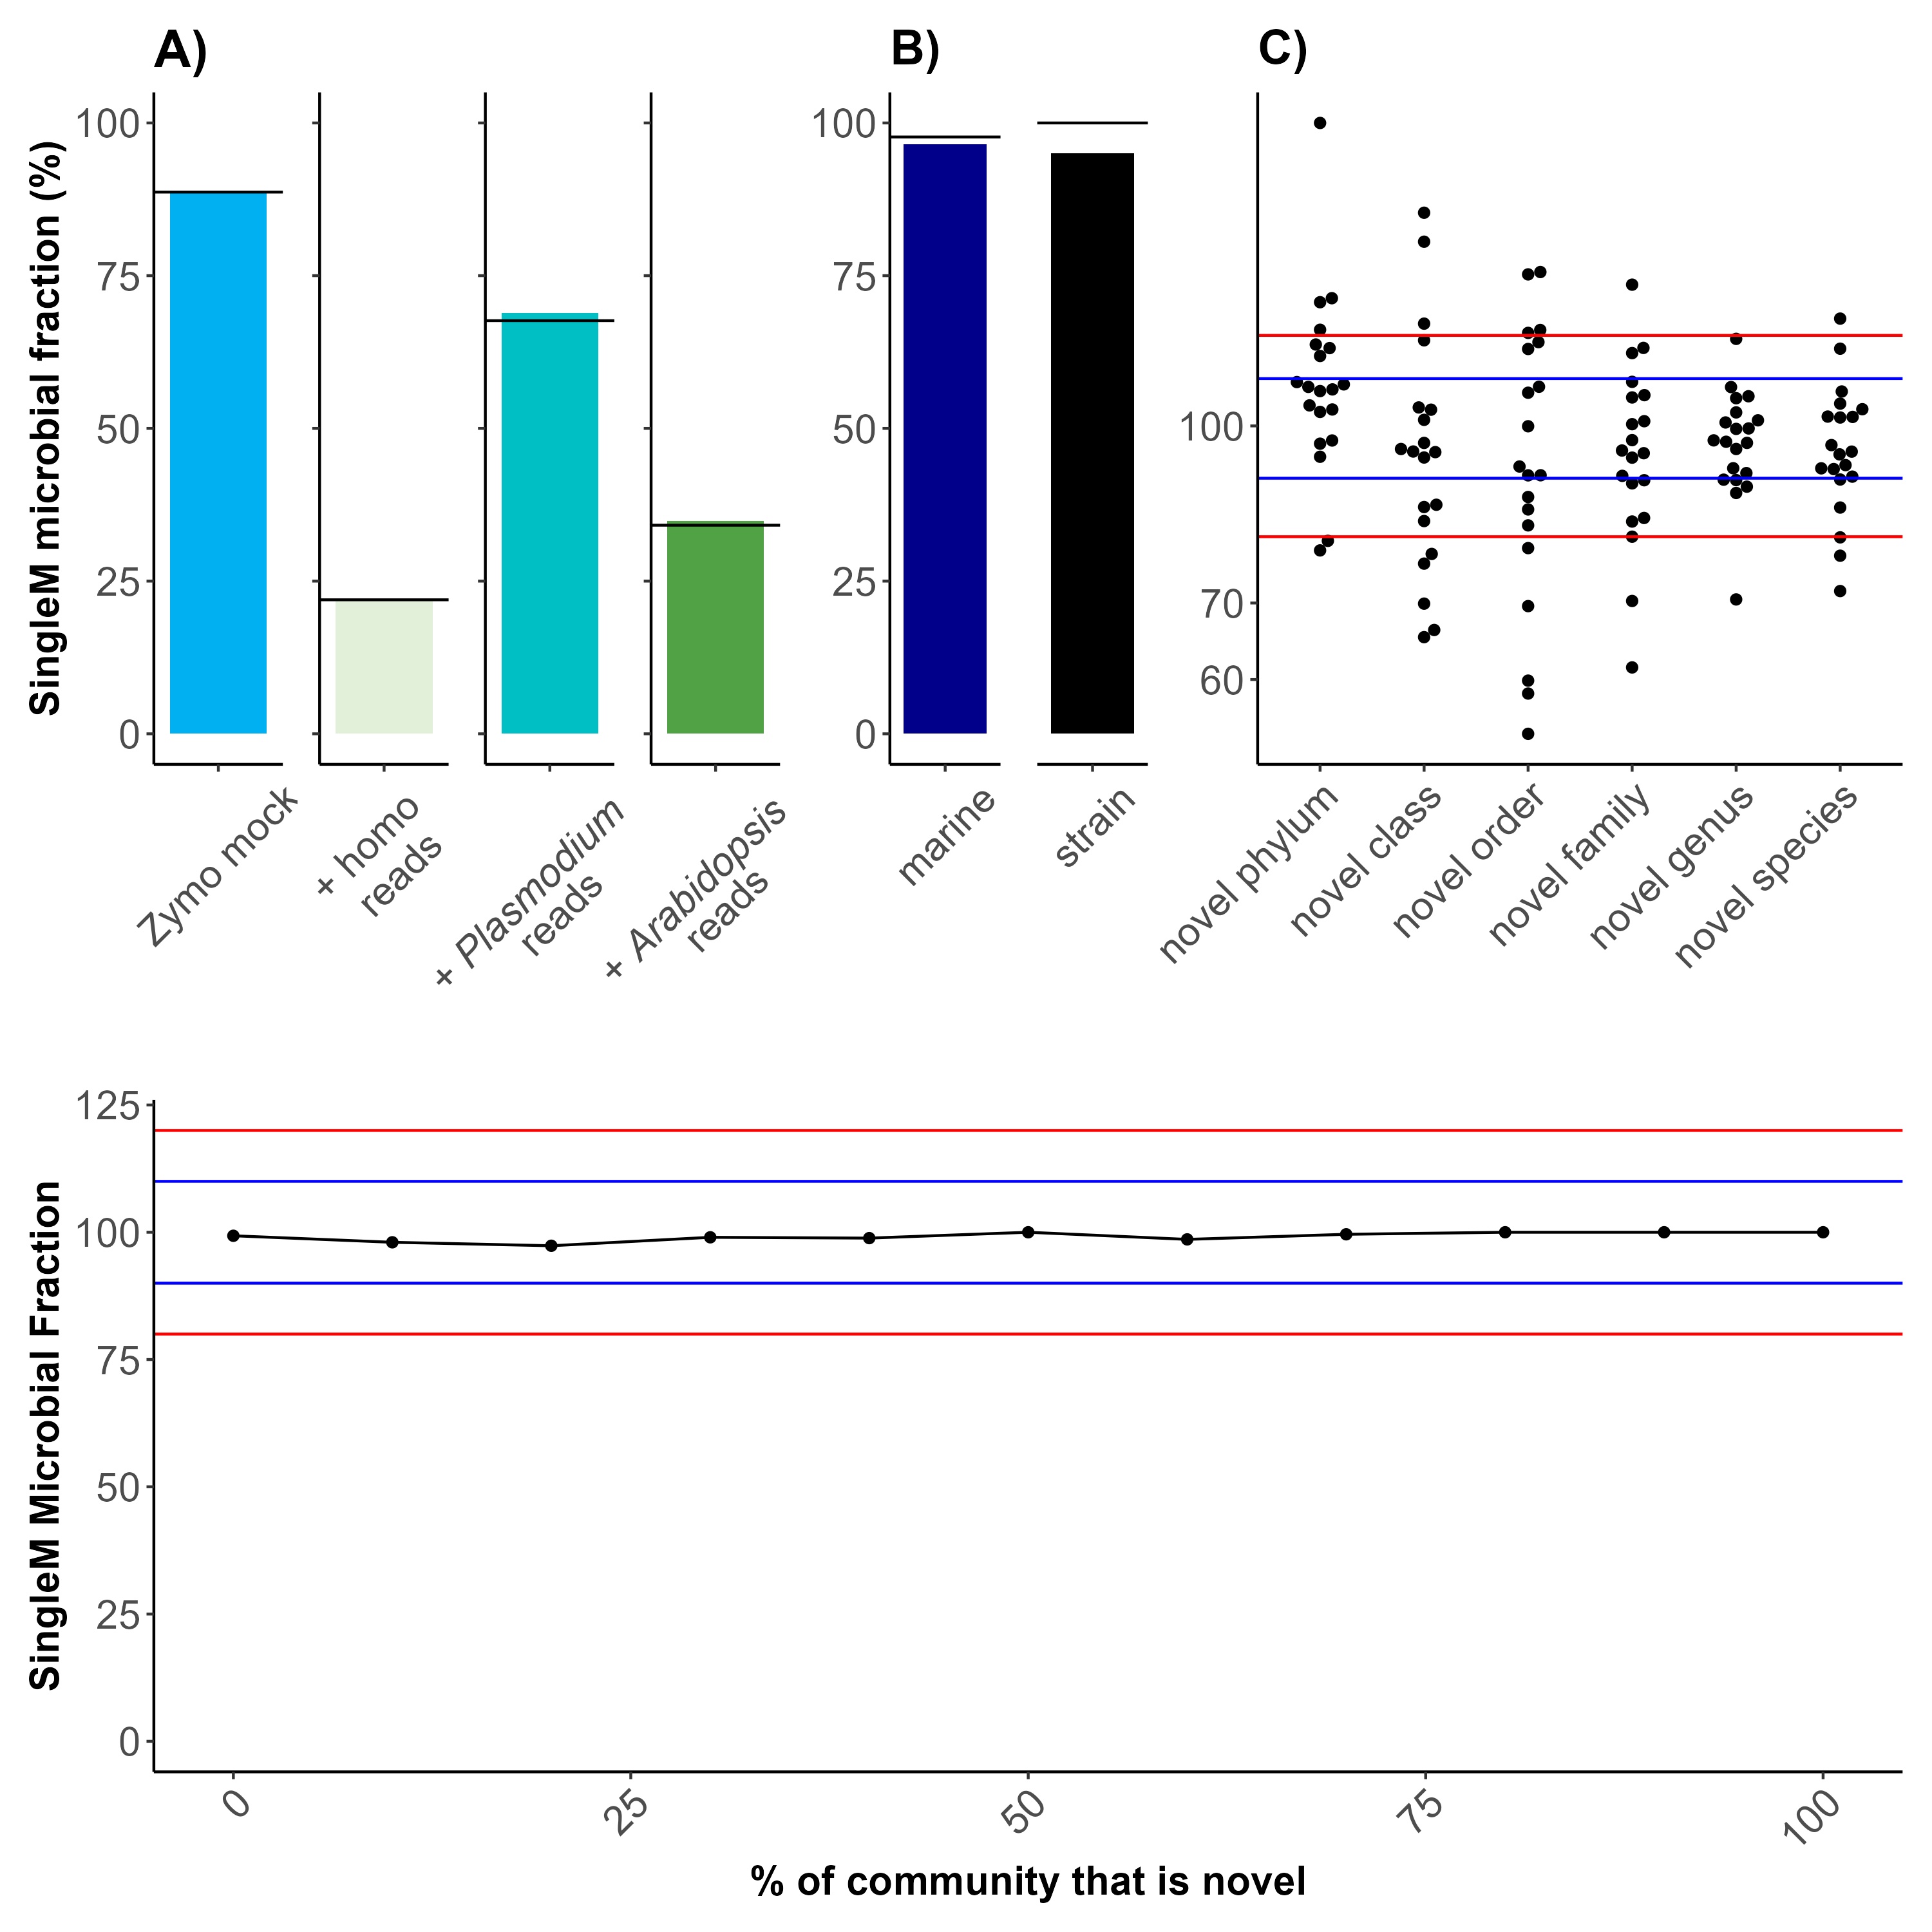 A)
B)
C)
SingleM microbial fraction (%)
100
75
50
25
0
Zymo mock
+ homo
reads
+ Plasmodium
reads
+ Arabidopsis
reads
100
75
50
25
0
marine
strain
100
70
60
novel phylum
novel class
novel order
novel family
novel genus
novel species
SingleM Microbial Fraction
125
100
75
50
25
0
0
25
50
75
100
% of community that is novel